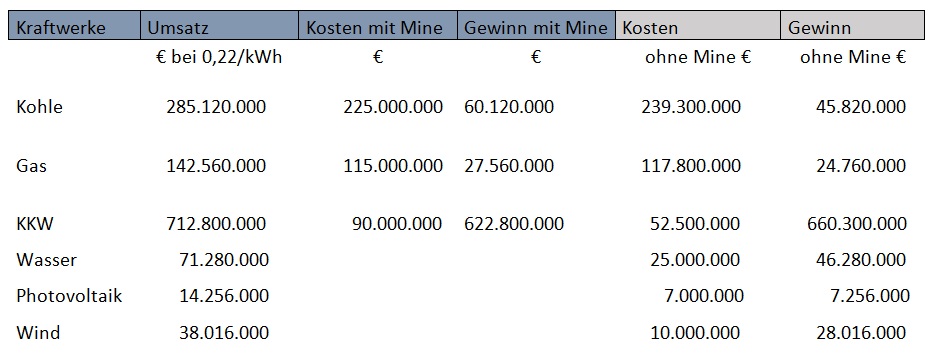 Kraftwerke Umsatz Kosten mit Mine Gewinn mit Mine Kosten Gewinn
€ bei 0,22/kWh € € ohne Mine € ohne Mine €
Kohle 285.120.000 225.000.000 60.120.000 239.300.000 45.820.000
Gas 142.560.000 115.000.000 27.560.000 117.800.000 24.760.000
KKW 712.800.000 90.000.000 622.800.000 52.500.000 660.300.000
Wasser 71.280.000 25.000.000 46.280.000
Photovoltaik 14.256.000 7.000.000 7.256.000
Wind 38.016.000 10.000.000 28.016.000